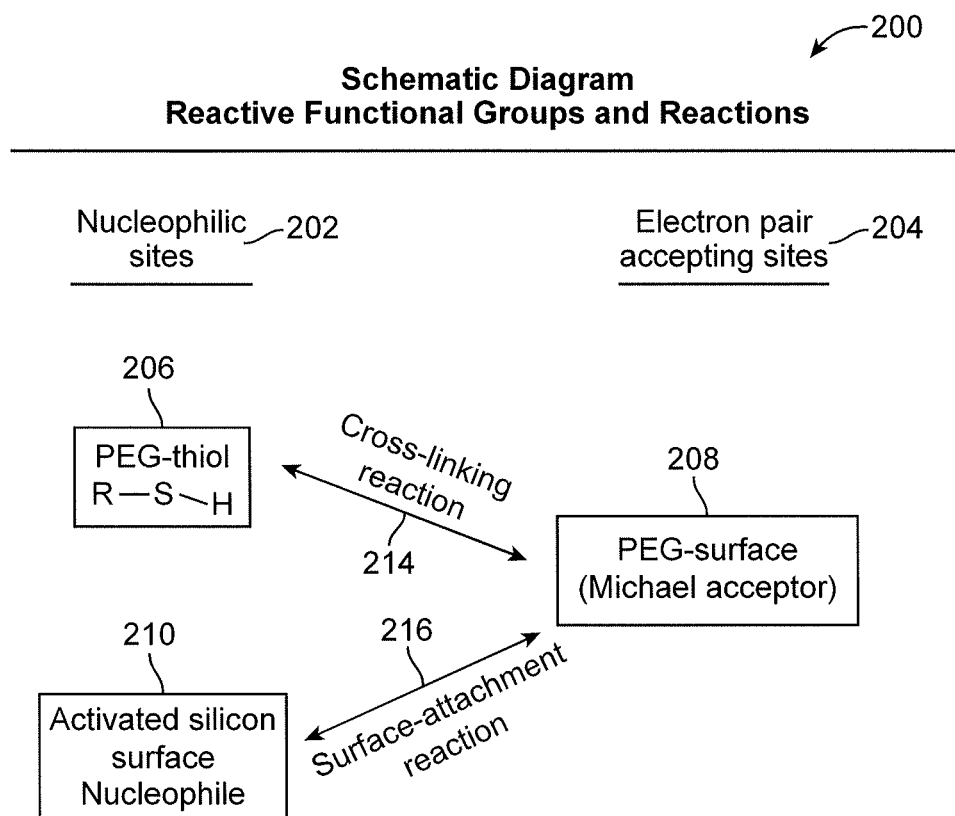 200
Schematic Diagram
Reactive Functional Groups and Reactions
Nucleophilic
sites
202
Electron pair
accepting sites
204
206
PEG-thiol
R-S-H
Cross-linking
reaction
214
208
PEG-surface
(Michael acceptor)
210
Activated silicon
surface
Nucleophile
216
Surface-attachment
reaction